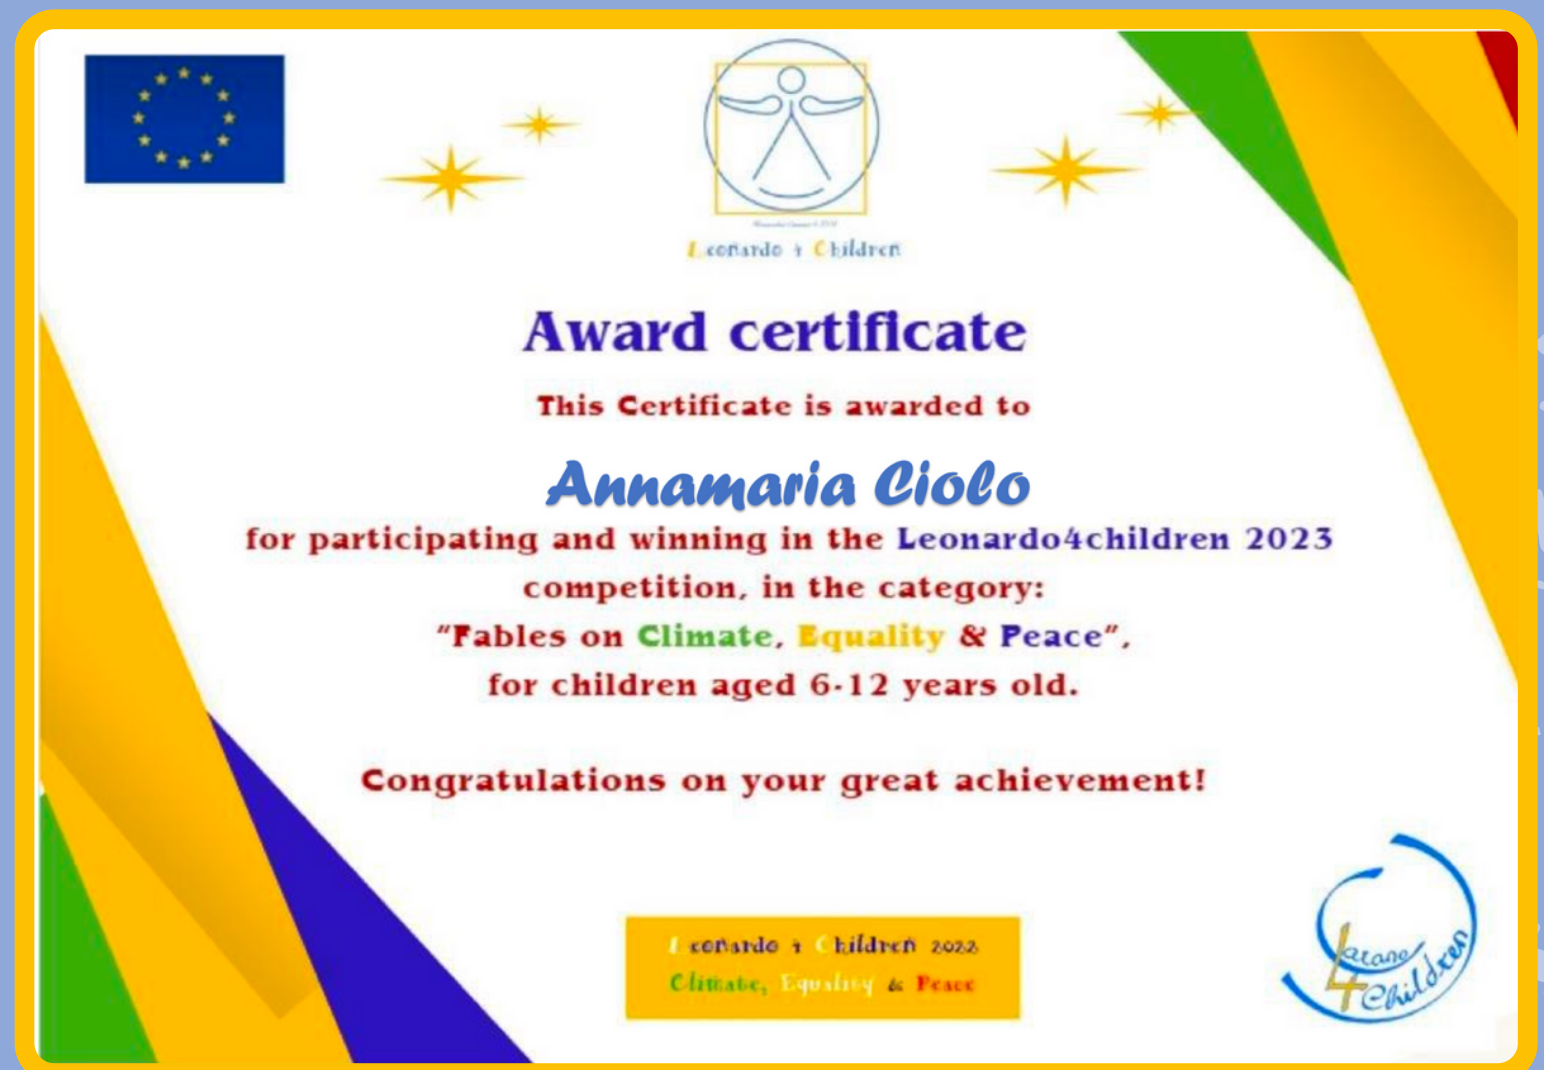 Leonardo 4 Children
Award certificate
This Certificate is awarded to
Annamaria Ciolo
for participating and winning in the Leonardo4children 2023
competition, in the category:
"Fables on Climate, Equality & Peace",
for children aged 6-12 years old.
Congratulations on your great achievement!
Leonardo 4 Children 2022
Climate, Equality & Peace
4
Children